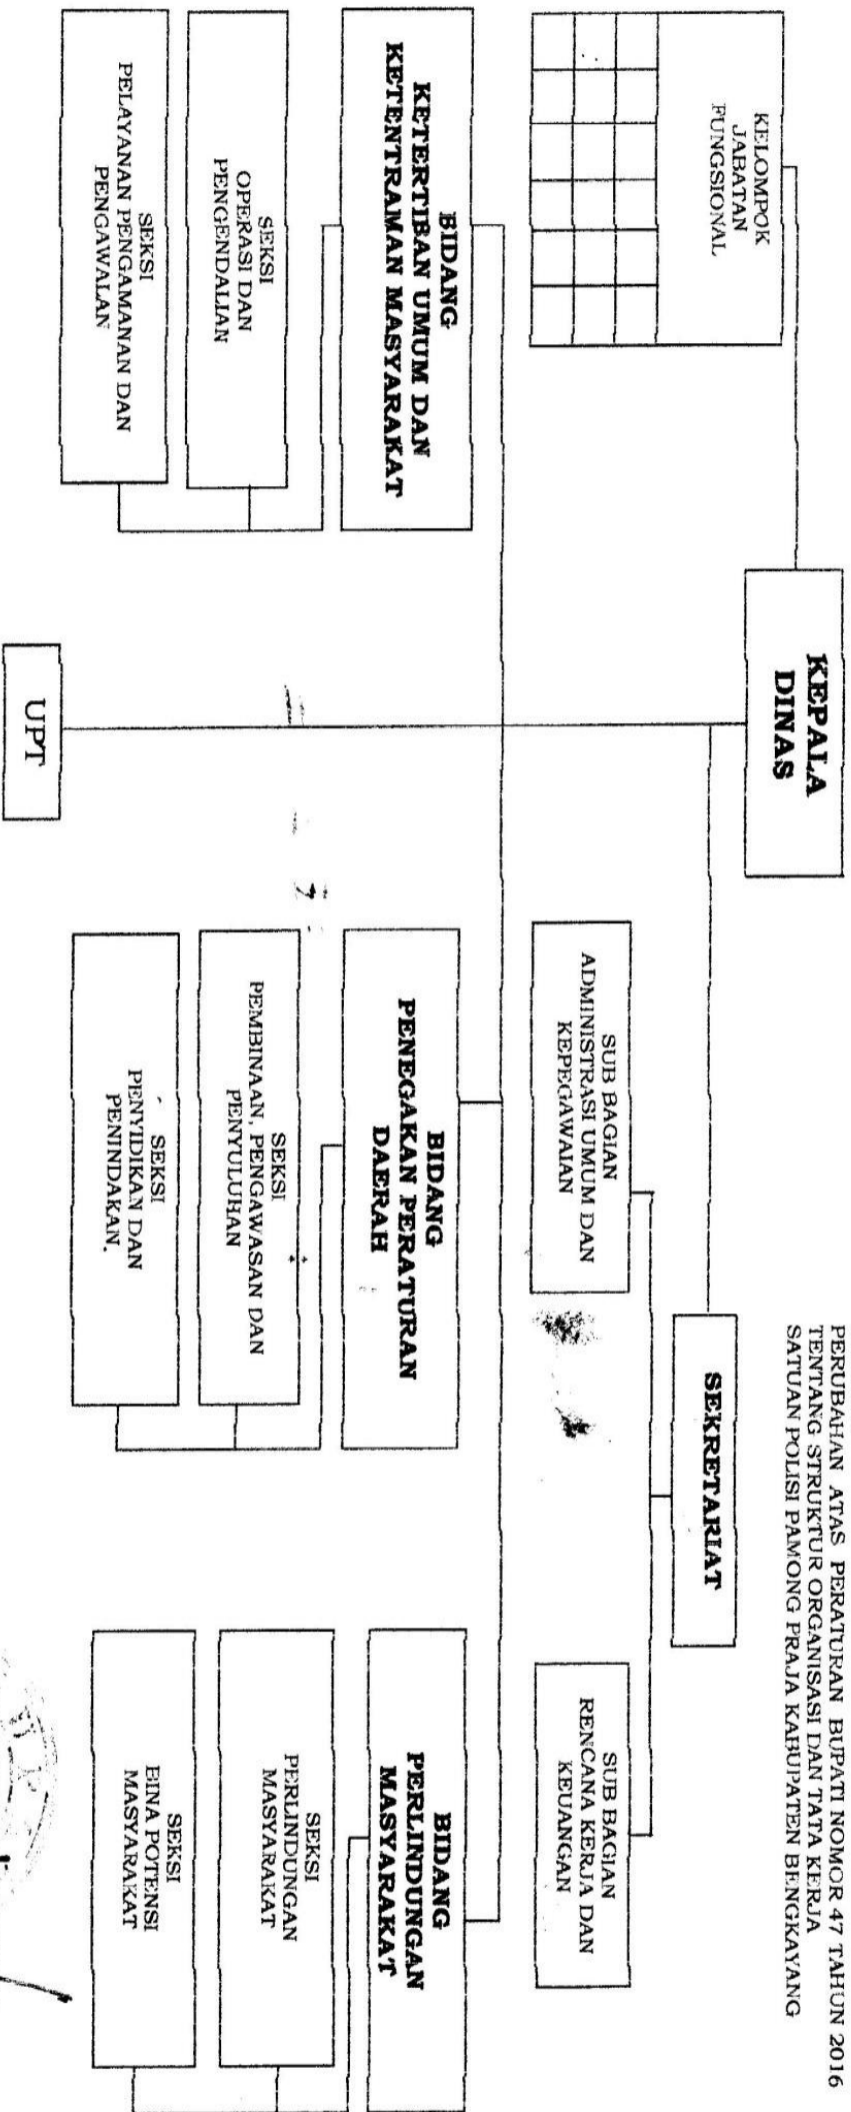 PERUBAHAN ATAS PERATURAN BUPATI NOMOR 47 TAHUN 2016
TENTANG STRUKTUR ORGANISASI DAN TATA KERJA
SATUAN POLISI PAMONG PRAJA KABUPATEN BENGKAYANG
KEPALA
DINAS
KELOMPOK
JABATAN
FUNGSIONAL
SEKRETARIAT
SUB BAGIAN
ADMINISTRASI UMUM DAN
KEPEGAWAIAN
SUB BAGIAN
RENCANA KERJA DAN
KEUANGAN
BIDANG
KETERTIBAN UMUM DAN
KETENTRAMAN MASYARAKAT
SEKSI
OPERASI DAN
PENGENDALIAN
SEKSI
PELAYANAN PENGAMANAN DAN
PENGAWALAN
BIDANG
PENEGAKAN PERATURAN
DAERAH
SEKSI
PEMBINAAN, PENGAWASAN DAN
PENYULUHAN
SEKSI
PENYIDIKAN DAN
PENINDAKAN.
BIDANG
PERLINDUNGAN
MASYARAKAT
SEKSI
PERLINDUNGAN
MASYARAKAT
SEKSI
BINA POTENSI
MASYARAKAT
UPT